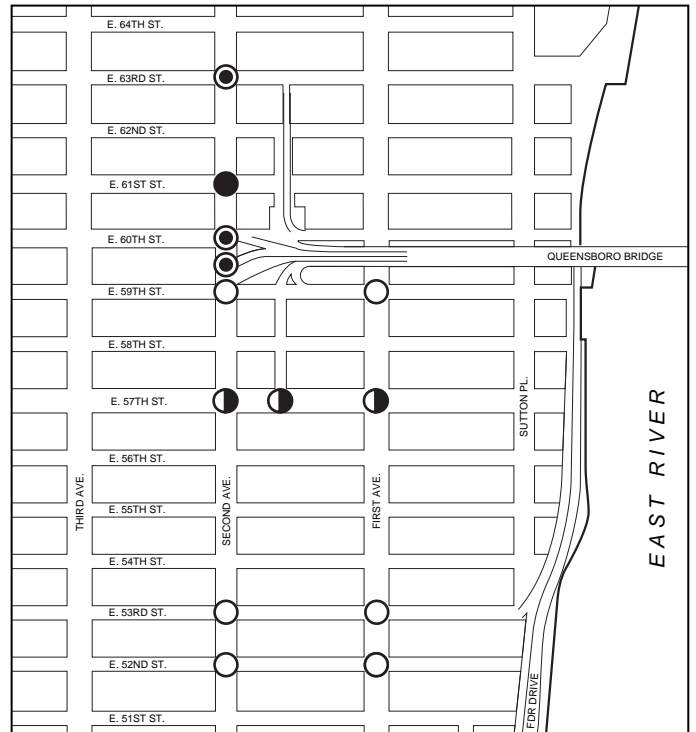 E. 64TH ST.
E. 63RD ST.
E. 62ND ST.
E. 61ST ST.
E. 60TH ST.
QUEENSBORO BRIDGE
E. 59TH ST.
E. 58TH ST.
E. 57TH ST.
SUTTON PL.
EAST RIVER
E. 56TH ST.
THIRD AVE.
SECOND AVE.
FIRST AVE.
E. 55TH ST.
E. 54TH ST.
E. 53RD ST.
E. 52ND ST.
FDR DRIVE
E. 51ST ST.